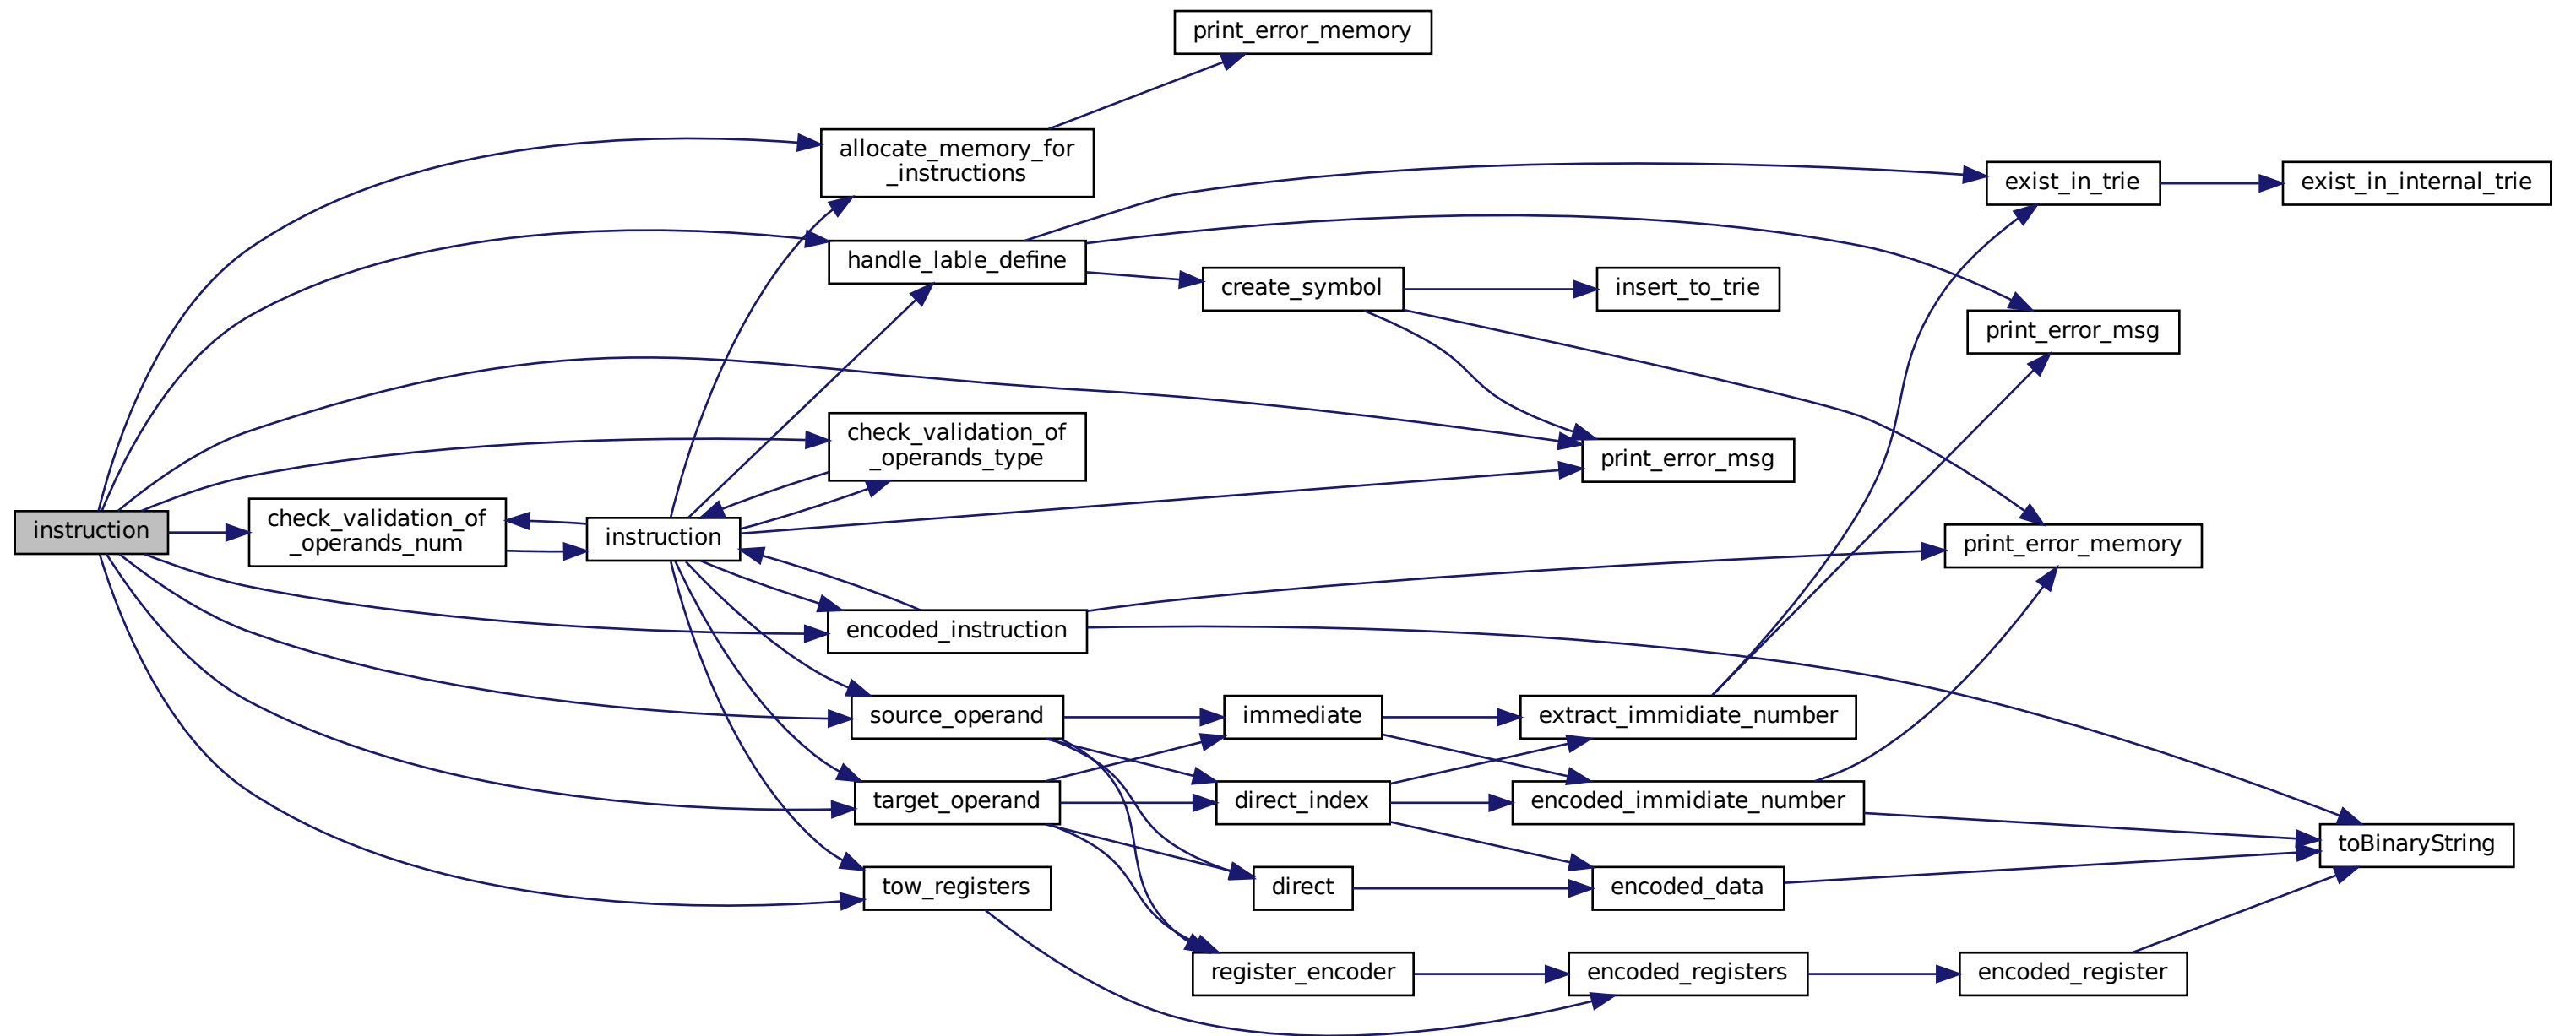 print_error_memory
allocate_memory_for
_instructions
exist_in_trie
exist_in_internal_trie
handle_lable_define
create_symbol
insert_to_trie
print_error_msg
check_validation_of
_operands_type
print_error_msg
instruction
check_validation_of
_operands_num
instruction
print_error_memory
encoded_instruction
source_operand
immediate
extract_immidiate_number
target_operand
direct_index
encoded_immidiate_number
toBinaryString
tow_registers
direct
encoded_data
register_encoder
encoded_registers
encoded_register